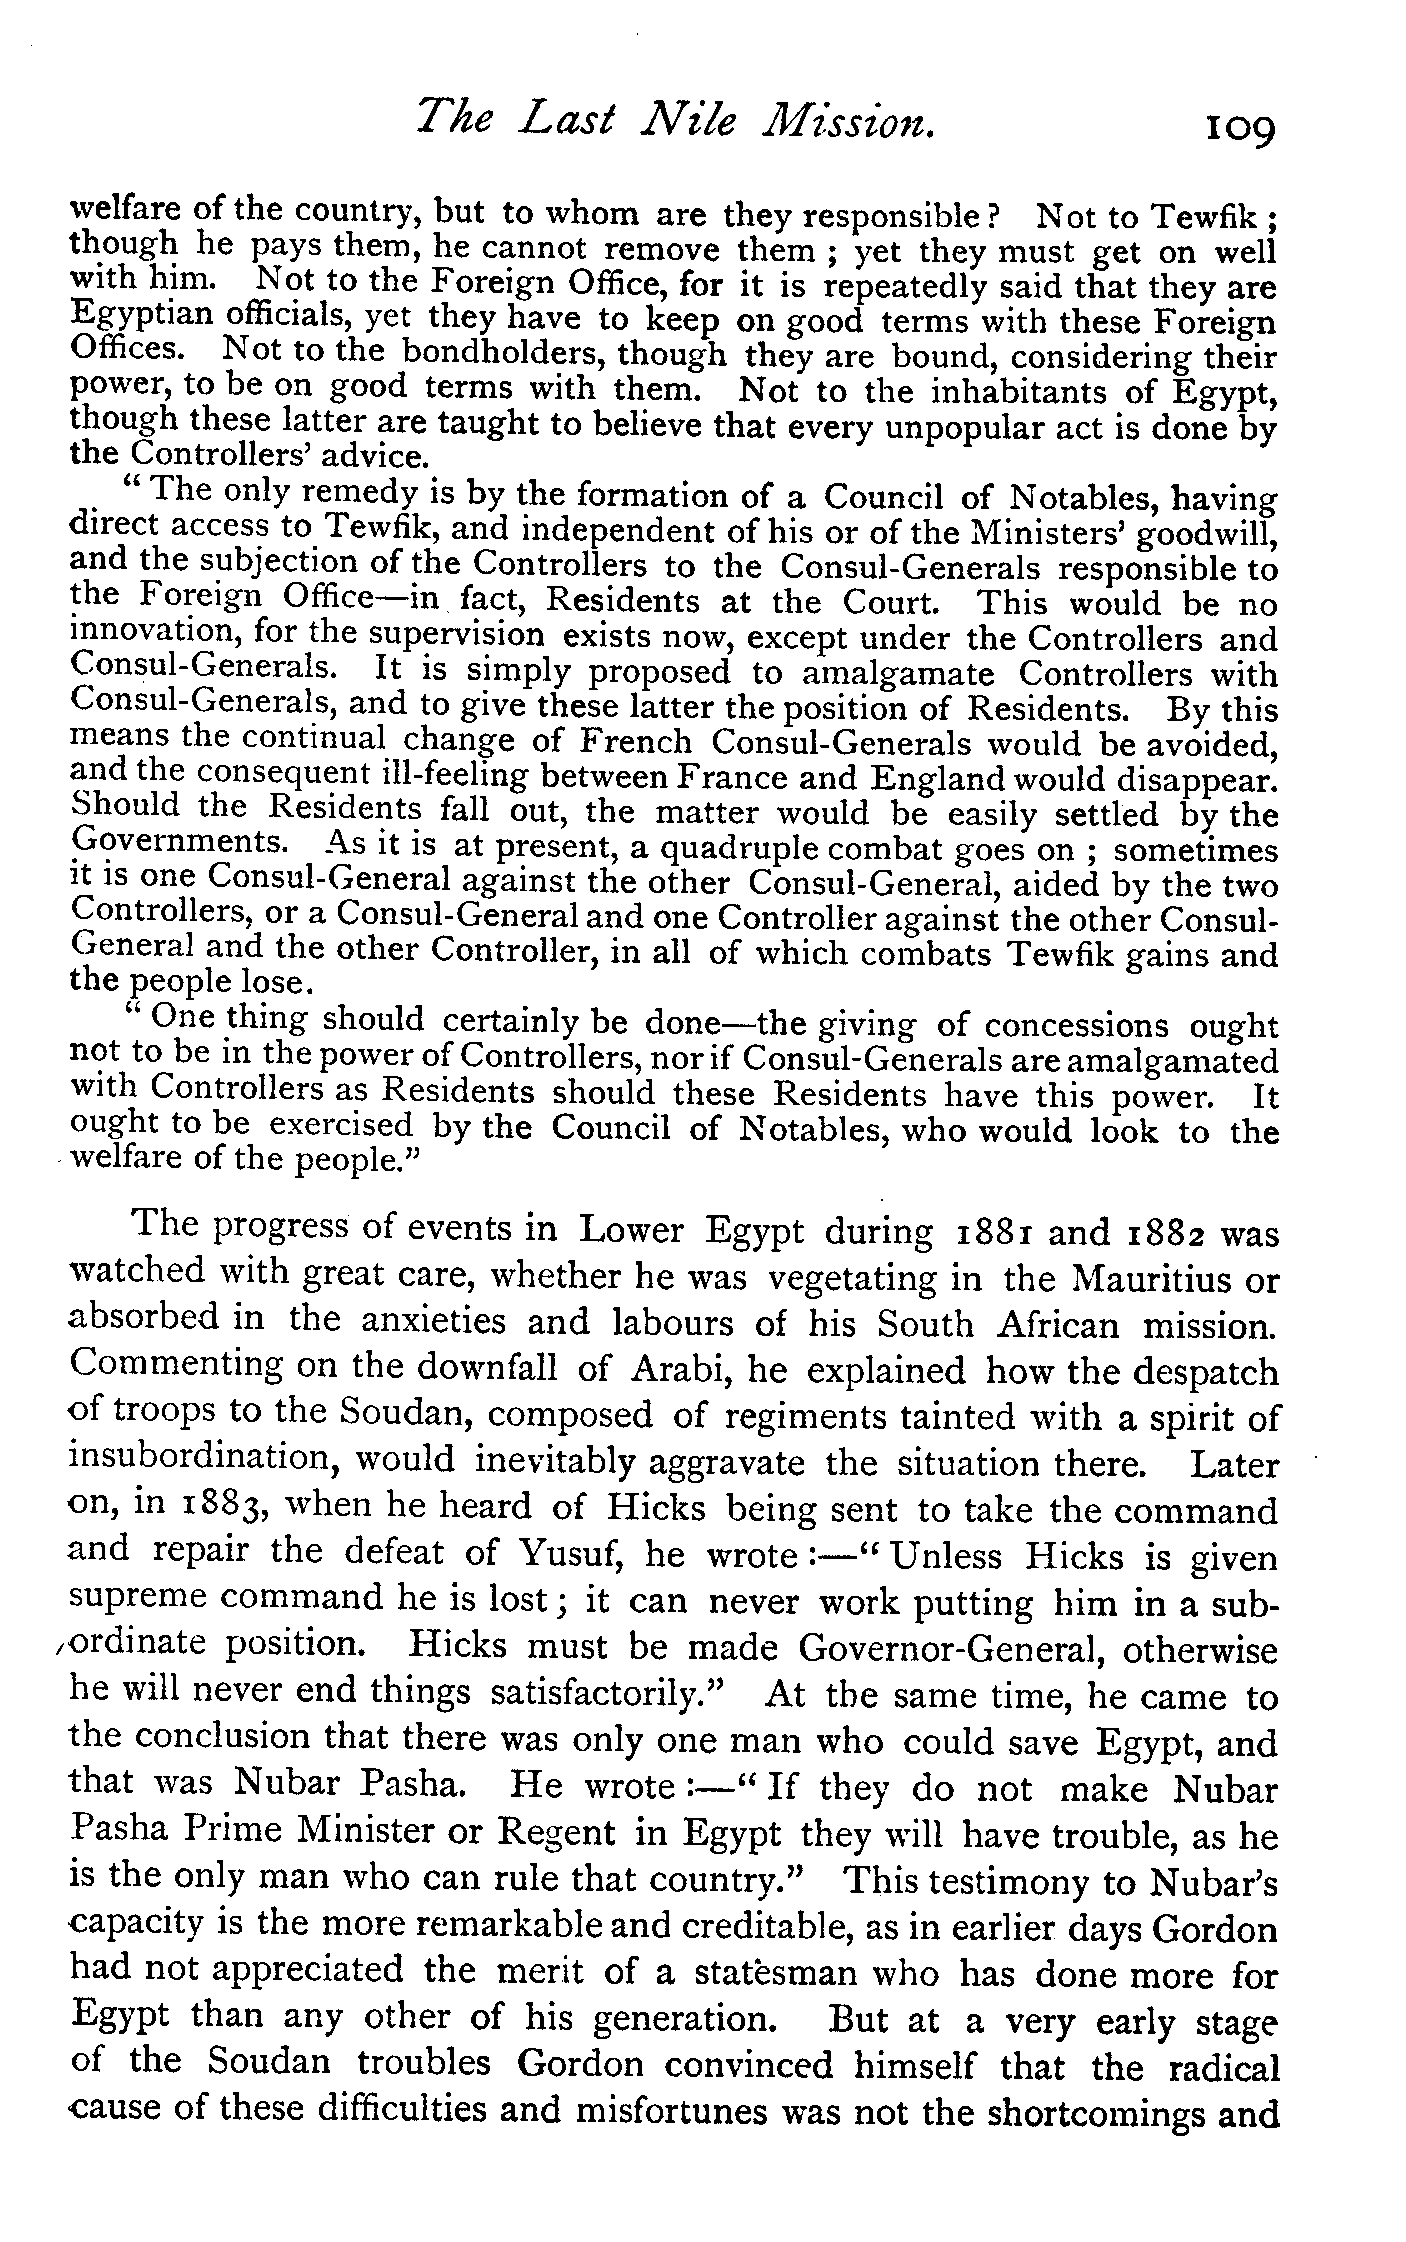 The Last Nile Mission. 109
welfare of the country, but to whom are they responsible? Not to Tewfik;
though he pays them, he cannot remove them; yet they must get on well
with him. Not to the Foreign Office, for it is repeatedly said that they are
Egyptian officials, yet they have to keep on good terms with these Foreign
Offices. Not to the bondholders, though they are bound, considering their
power, to be on good terms with them. Not to the inhabitants of Egypt,
though these latter are taught to believe that every unpopular act is done by
the Controllers' advice.
"The only remedy is by the formation of a Council of Notables, having
direct access to Tewfik, and independent of his or of the Ministers' goodwill,
and the subjection of the Controllers to the Consul-Generals responsible to
the Foreign Office—in fact, Residents at the Court. This would be no
innovation, for the supervision exists now, except under the Controllers and
Consul-Generals. It is simply proposed to amalgamate Controllers with
Consul-Generals, and to give these latter the position of Residents. By this
means the continual change of French Consul-Generals would be avoided,
and the consequent ill-feeling between France and England would disappear.
Should the Residents fall out, the matter would be easily settled by the
Governments. As it is at present, a quadruple combat goes on; sometimes
it is one Consul-General against the other Consul-General, aided by the two
Controllers, or a Consul-General and one Controller against the other Consul-
General and the other Controller, in all of which combats Tewfik gains and
the people lose.
"One thing should certainly be done—the giving of concessions ought
not to be in the power of Controllers, nor if Consul-Generals are amalgamated
with Controllers as Residents should these Residents have this power. It
ought to be exercised by the Council of Notables, who would look to the
welfare of the people."
The progress of events in Lower Egypt during 1881 and 1882 was
watched with great care, whether he was vegetating in the Mauritius or
absorbed in the anxieties and labours of his South African mission.
Commenting on the downfall of Arabi, he explained how the despatch
of troops to the Soudan, composed of regiments tainted with a spirit of
insubordination, would inevitably aggravate the situation there. Later
on, in 1883, when he heard of Hicks being sent to take the command
and repair the defeat of Yusuf, he wrote:—"Unless Hicks is given
supreme command he is lost; it can never work putting him in a sub-
ordinate position. Hicks must be made Governor-General, otherwise
he will never end things satisfactorily." At the same time, he came to
the conclusion that there was only one man who could save Egypt, and
that was Nubar Pasha. He wrote:—"If they do not make Nubar
Pasha Prime Minister or Regent in Egypt they will have trouble, as he
is the only man who can rule that country." This testimony to Nubar's
capacity is the more remarkable and creditable, as in earlier days Gordon
had not appreciated the merit of a statesman who has done more for
Egypt than any other of his generation. But at a very early stage
of the Soudan troubles Gordon convinced himself that the radical
cause of these difficulties and misfortunes was not the shortcomings and